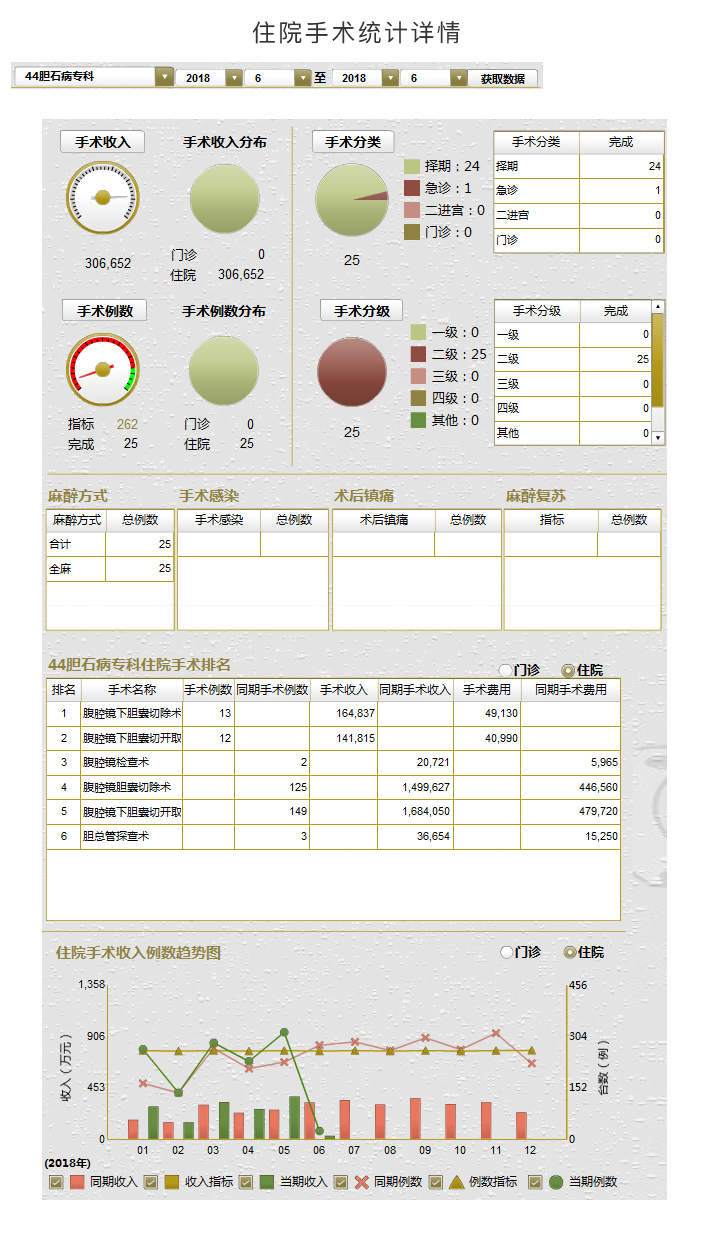 住院手术统计详情
44胆石病专科 2018 6 至 2018 6 获取数据
手术收入 手术收入分布 手术分类
306,652
门诊 0
住院 306,652
择期：24
急诊：1
二进宫：0
门诊：0
25
手术分类 完成
择期 24
急诊 1
二进宫 0
门诊 0
手术例数 手术例数分布 手术分级
指标 262
完成 25
门诊 0
住院 25
一级：0
二级：25
三级：0
四级：0
其他：0
25
手术分级 完成
一级 0
二级 25
三级 0
四级 0
其他 0
麻醉方式 手术感染 术后镇痛 麻醉复苏
麻醉方式 总例数 手术感染 总例数 术后镇痛 总例数 指标 总例数
合计 25
全麻 25
44胆石病专科住院手术排名 门诊 住院
排名 手术名称 手术例数 同期手术例数 手术收入 同期手术收入 手术费用 同期手术费用
1 腹腔镜下胆囊切除术 13 164,837 49,130
2 腹腔镜下胆囊切开取 12 141,815 40,990
3 腹腔镜检查术 2 20,721 5,965
4 腹腔镜胆囊切除术 125 1,499,627 446,560
5 腹腔镜下胆囊切开取 149 1,684,050 479,720
6 胆总管探查术 3 36,654 15,250
住院手术收入例数趋势图 门诊 住院
1,358 456
906 304
453 152
0 0
收入（万元）
台数（例）
01 02 03 04 05 06 07 08 09 10 11 12
(2018年)
同期收入 收入指标 当期收入 同期例数 例数指标 当期例数